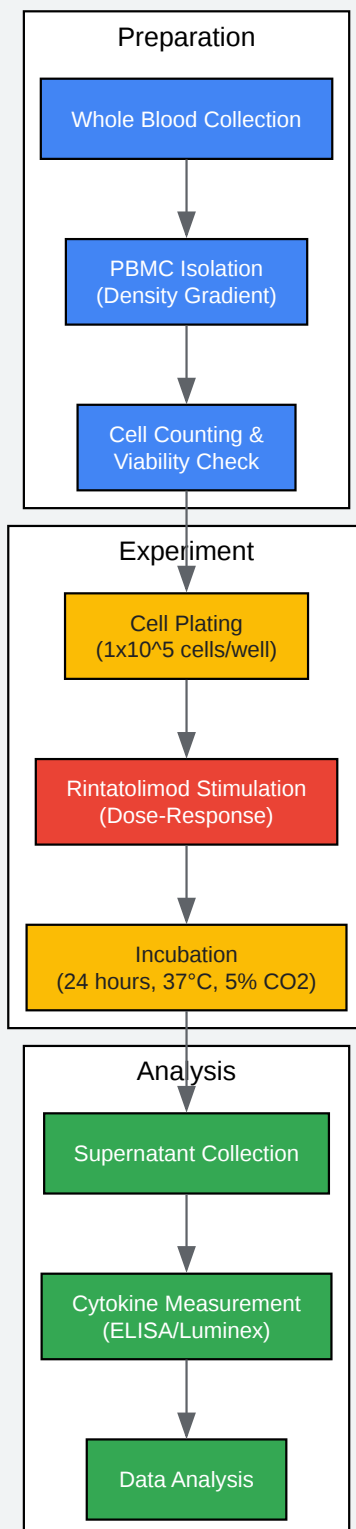 Preparation
Whole Blood Collection
PBMC Isolation
(Density Gradient)
Cell Counting &
Viability Check
Experiment
Cell Plating
(1x10^5 cells/well)
Rintatolimod Stimulation
(Dose-Response)
Incubation
(24 hours, 37°C, 5% CO2)
Analysis
Supernatant Collection
Cytokine Measurement
(ELISA/Luminex)
Data Analysis